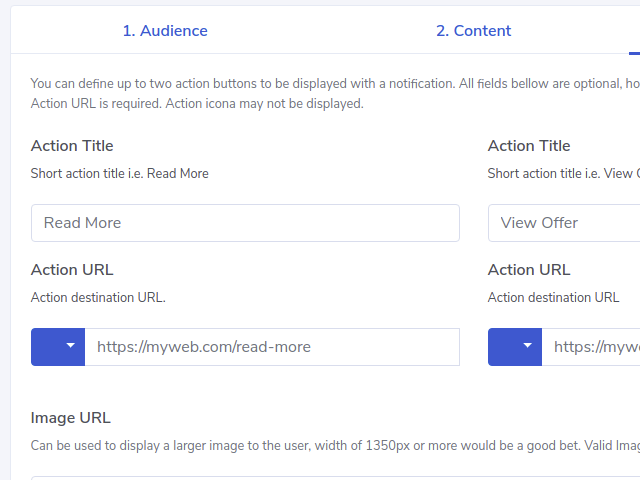 1. Audience
2. Content
You can define up to two action buttons to be displayed with a notification. All fields bellow are optional, ho
Action URL is required. Action icona may not be displayed.
Action Title
Action Title
Short action title i.e. Read More
Short action title i.e. View
Read More
View Offer
Action URL
Action URL
Action destination URL.
Action destination URL
https://myweb.com/read-more
https://myw
Image URL
Can be used to display a larger image to the user, width of 1350px or more would be a good bet. Valid Imag